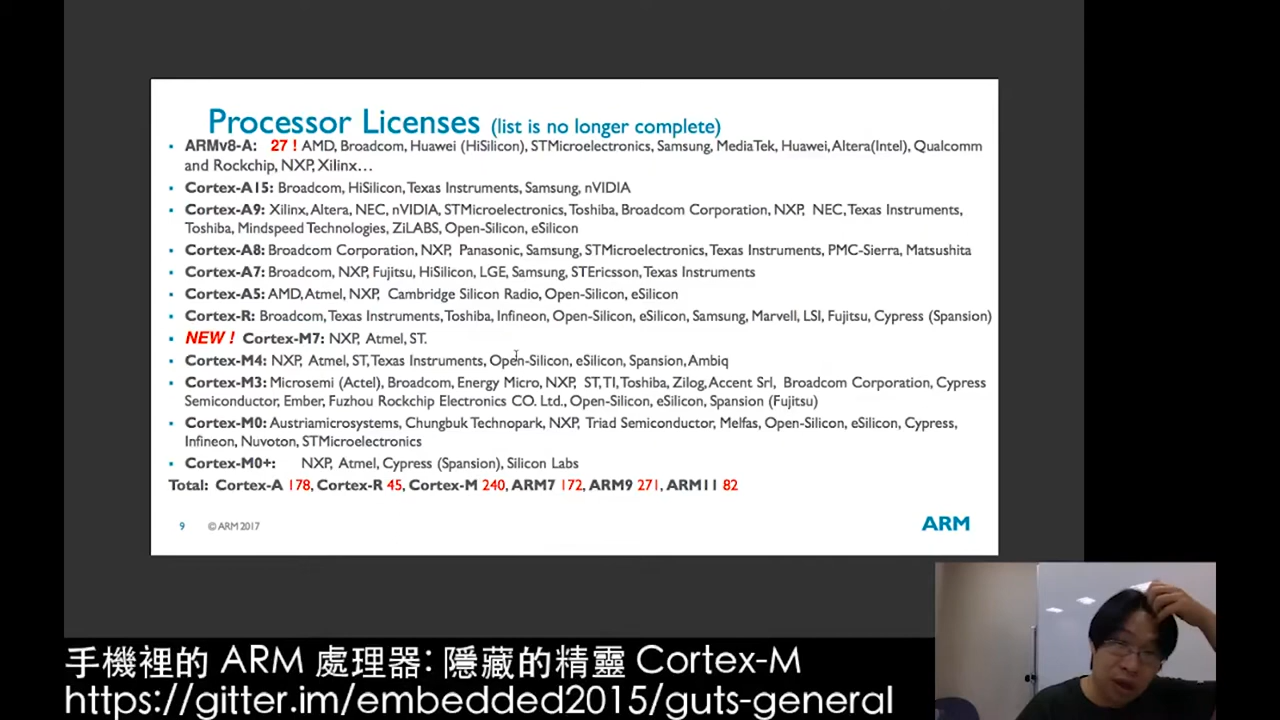 Processor Licenses (list is no longer complete)
▪ ARMv8-A: 27 ! AMD, Broadcom, Huawei (HiSilicon), STMicroelectronics, Samsung, MediaTek, Huawei, Altera(Intel), Qualcomm
and Rockchip, NXP, Xilinx…
▪ Cortex-A15: Broadcom, HiSilicon, Texas Instruments, Samsung, nVIDIA
▪ Cortex-A9: Xilinx, Altera, NEC, nVIDIA, STMicroelectronics, Toshiba, Broadcom Corporation, NXP, NEC, Texas Instruments,
Toshiba, Mindspeed Technologies, ZiLABS, Open-Silicon, eSilicon
▪ Cortex-A8: Broadcom Corporation, NXP, Panasonic, Samsung, STMicroelectronics, Texas Instruments, PMC-Sierra, Matsushita
▪ Cortex-A7: Broadcom, NXP, Fujitsu, HiSilicon, LGE, Samsung, STEricsson, Texas Instruments
▪ Cortex-A5: AMD, Atmel, NXP, Cambridge Silicon Radio, Open-Silicon, eSilicon
▪ Cortex-R: Broadcom, Texas Instruments, Toshiba, Infineon, Open-Silicon, eSilicon, Samsung, Marvell, LSI, Fujitsu, Cypress (Spansion)
▪ NEW ! Cortex-M7: NXP, Atmel, ST.
▪ Cortex-M4: NXP, Atmel, ST, Texas Instruments, Open-Silicon, eSilicon, Spansion, Ambiq
▪ Cortex-M3: Microsemi (Actel), Broadcom, Energy Micro, NXP, ST, TI, Toshiba, Zilog, Accent Srl, Broadcom Corporation, Cypress
Semiconductor, Ember, Fuzhou Rockchip Electronics CO. Ltd., Open-Silicon, eSilicon, Spansion (Fujitsu)
▪ Cortex-M0: Austriamicrosystems, Chungbuk Technopark, NXP, Triad Semiconductor, Melfas, Open-Silicon, eSilicon, Cypress,
Infineon, Nuvoton, STMicroelectronics
▪ Cortex-M0+: NXP, Atmel, Cypress (Spansion), Silicon Labs
Total: Cortex-A 178, Cortex-R 45, Cortex-M 240, ARM7 172, ARM9 271, ARM11 82
9 © ARM 2017 ARM
手機裡的 ARM 處理器: 隱藏的精靈 Cortex-M
https://gitter.im/embedded2015/guts-general